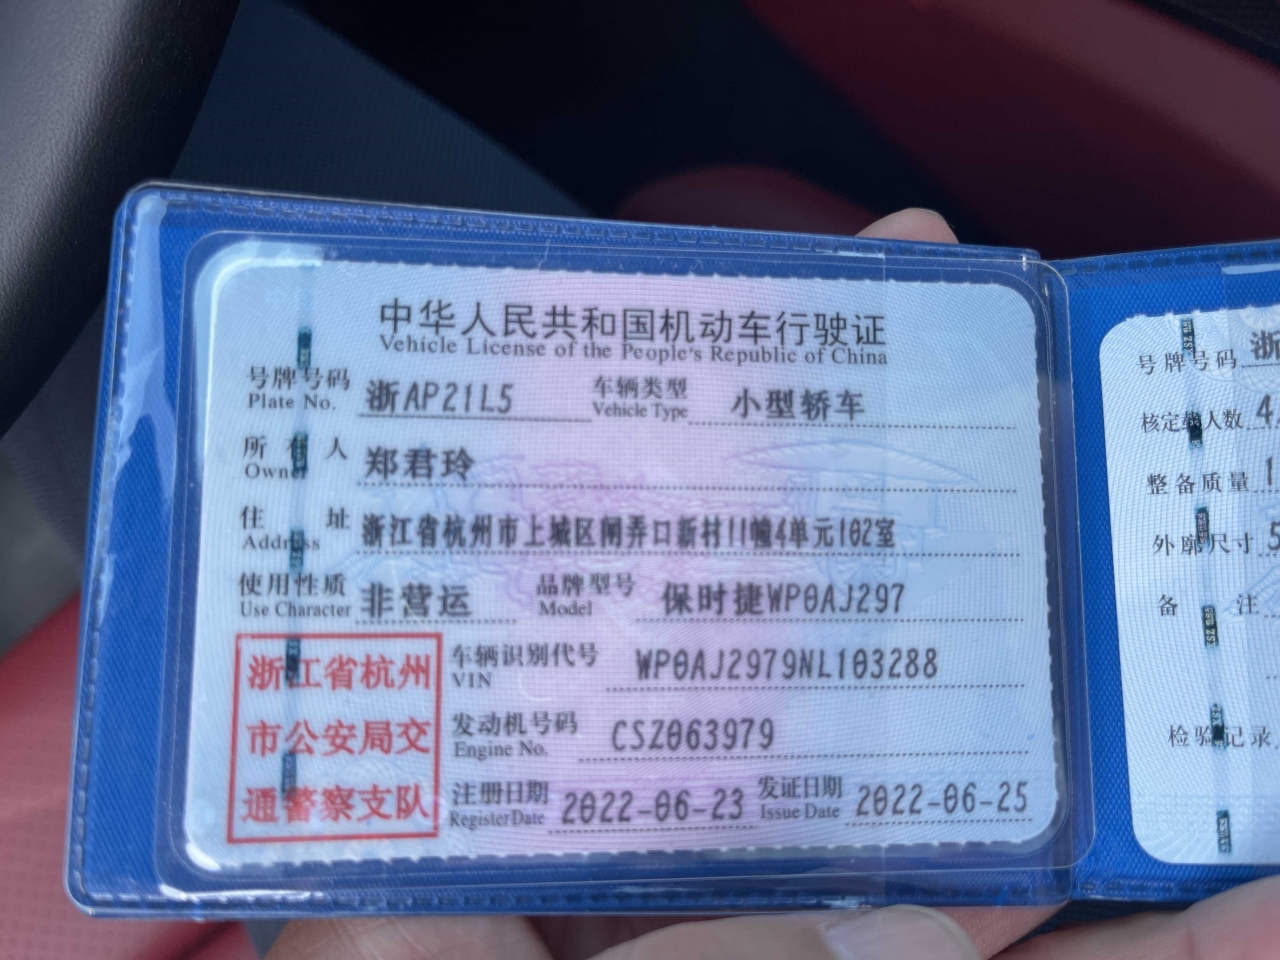 中华人民共和国机动车行驶证
Vehicle License of the People's Republic of China
号牌号码 浙AP21L5 车辆类型 小型轿车
Plate No. Vehicle Type
所有人 郑君玲
Owner
住址 浙江省杭州市上城区闸弄口新村11幢4单元102室
Address
使用性质 非营运 品牌型号 保时捷WP0AJ297
Use Character Model
车辆识别代号 WP0AJ2979NL103288
VIN
发动机号码 CSZ063979
Engine No.
注册日期 2022-06-23 发证日期 2022-06-25
Register Date Issue Date
浙江省杭州
市公安局交
通警察支队
号牌号码 浙
核定载人数 4
整备质量 1
外廓尺寸 5
备注
检验记录